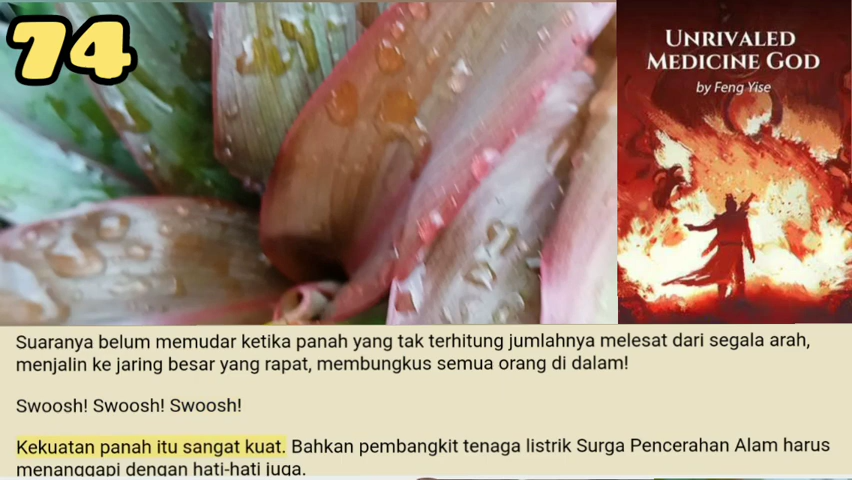 74
UNRIVALED
MEDICINE GOD
by Feng Yise
Suaranya belum memudar ketika panah yang tak terhitung jumlahnya melesat dari segala arah,
menjalin ke jaring besar yang rapat, membungkus semua orang di dalam!
Swoosh! Swoosh! Swoosh!
Kekuatan panah itu sangat kuat. Bahkan pembangkit tenaga listrik Surga Pencerahan Alam harus
menanggapi dengan hati-hati juga.